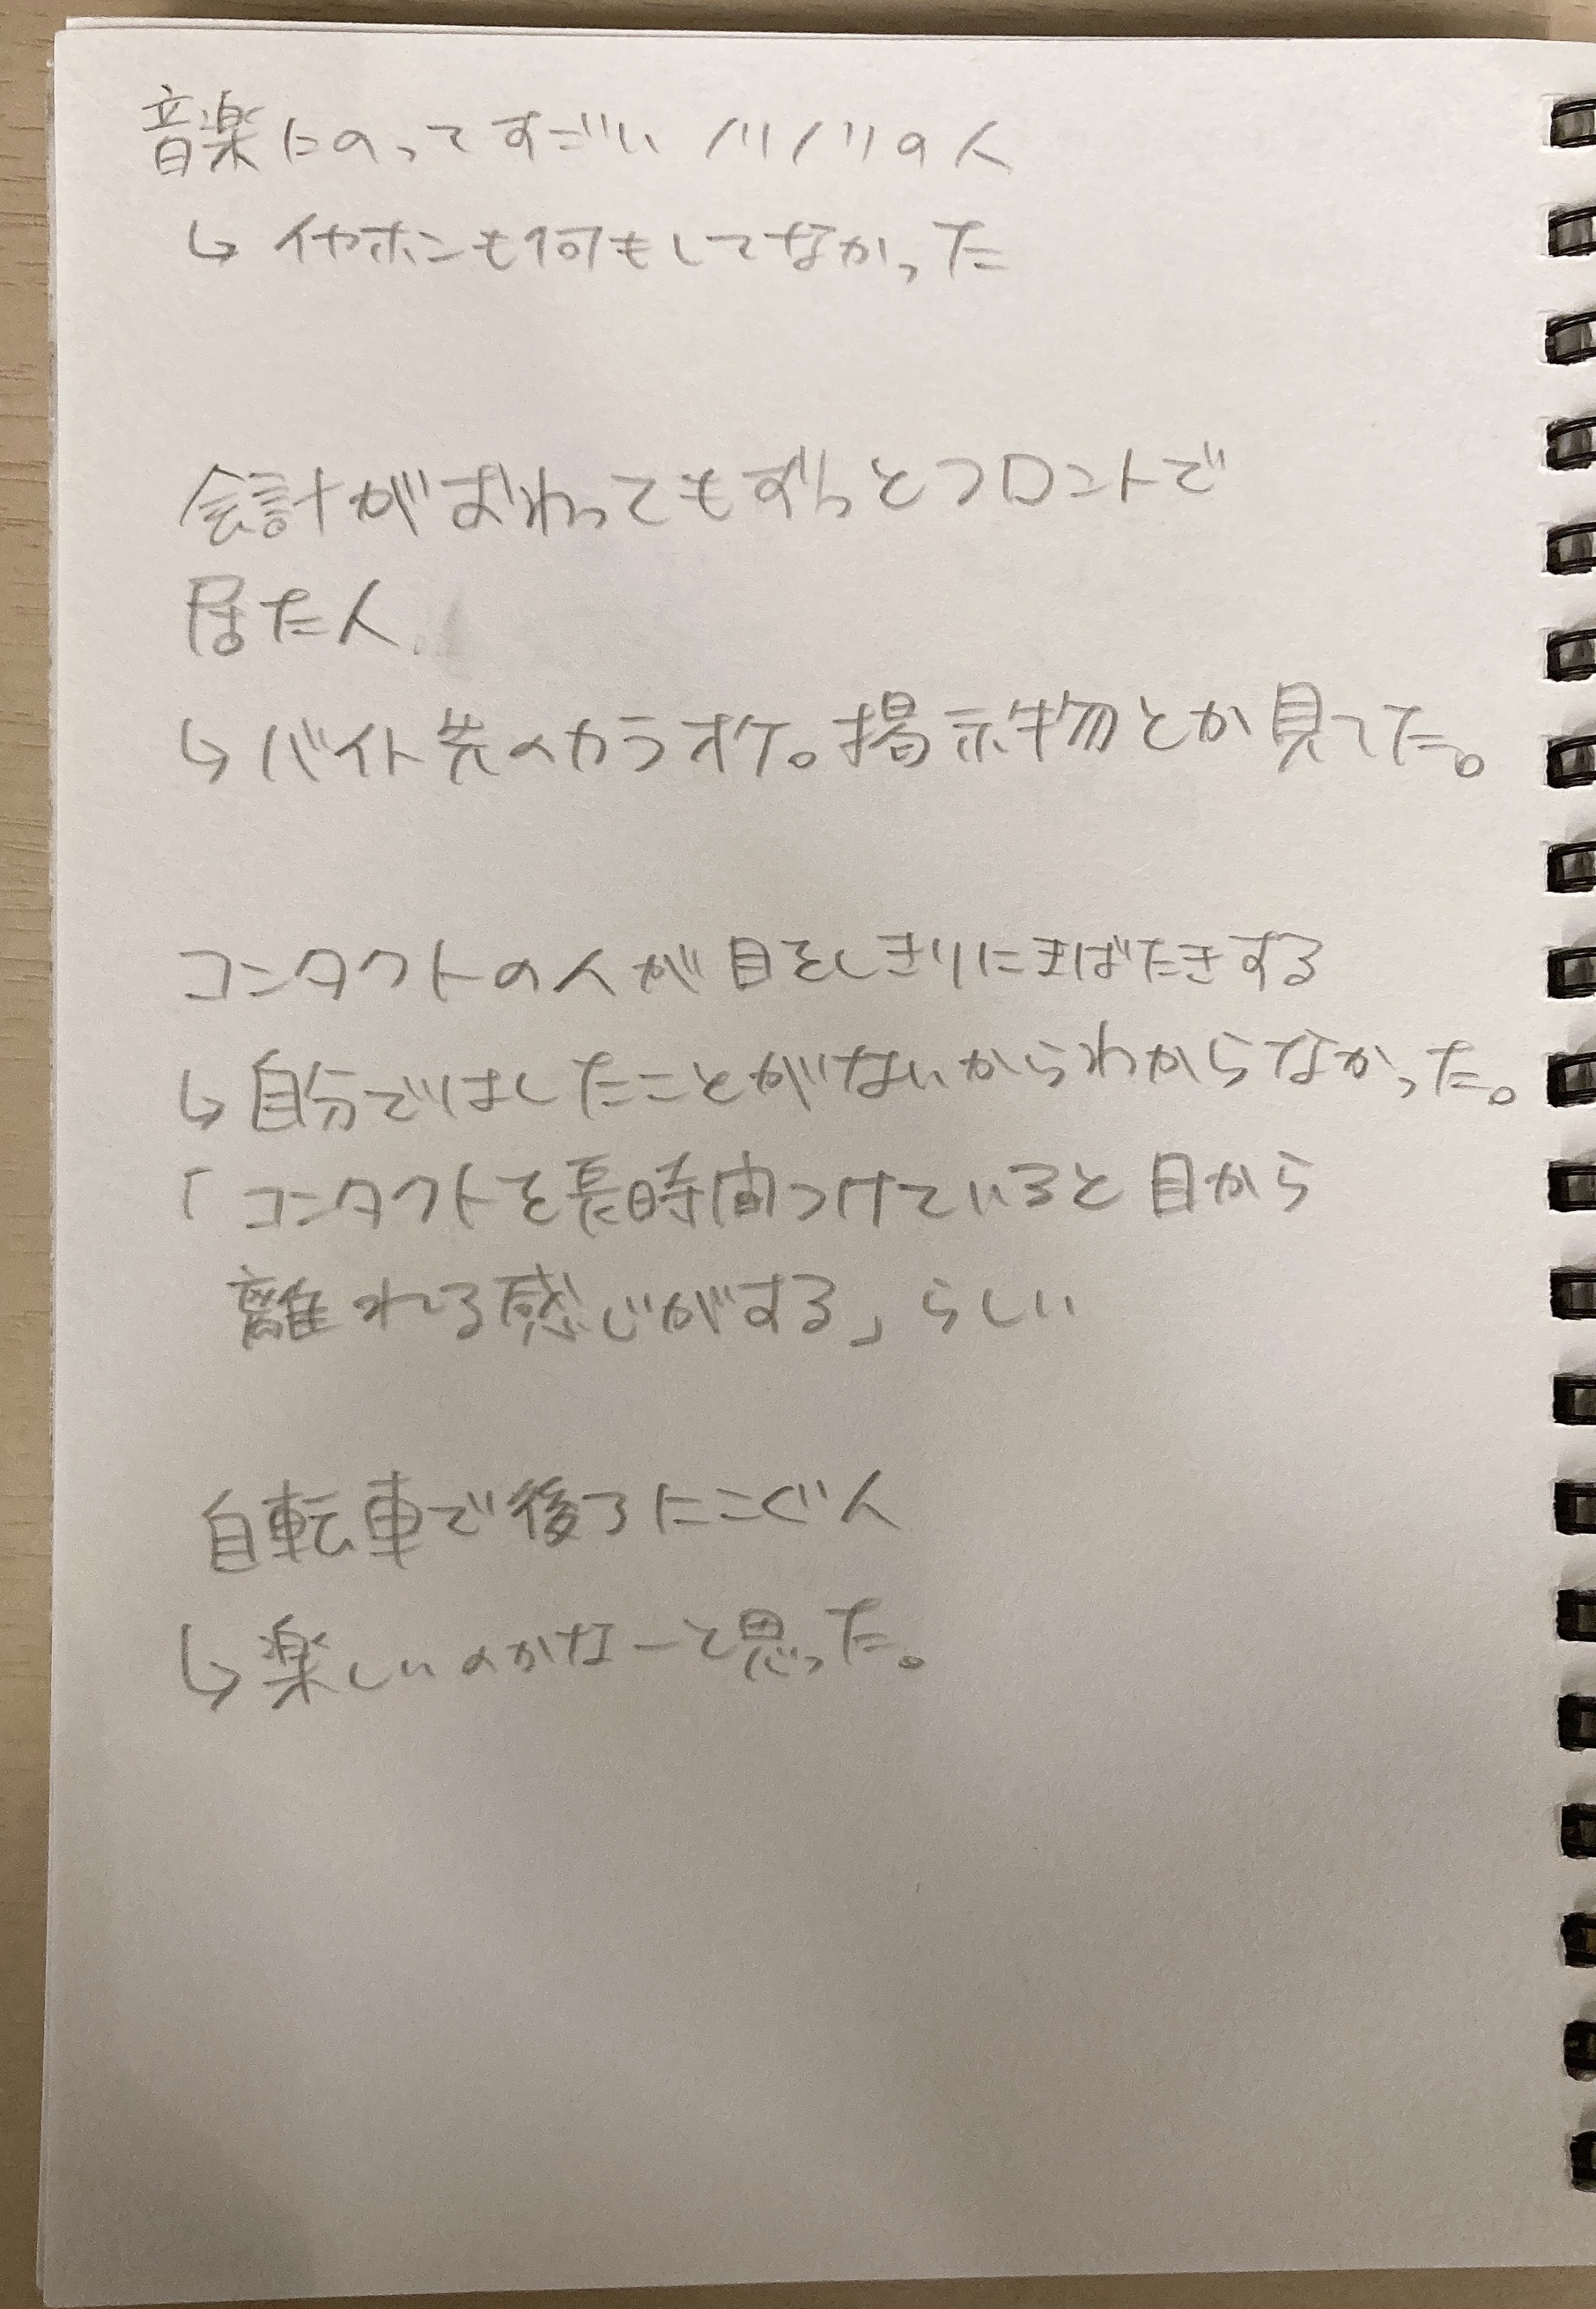 音楽にのってすごいノリノリの人
↳ イヤホンも何もしてなかった
会計がおわってもずっとフロントで
居た人
↳ バイト先のカラオケ。掲示物とか見てた。
コンタクトの人が目をしきりにまばたきする
↳ 自分ではしたことがないからわからなかった。
「コンタクトを長時間つけていると目から
離れる感じがする」らしい
自転車で後ろにこぐ人
↳ 楽しいのかなーと思った。